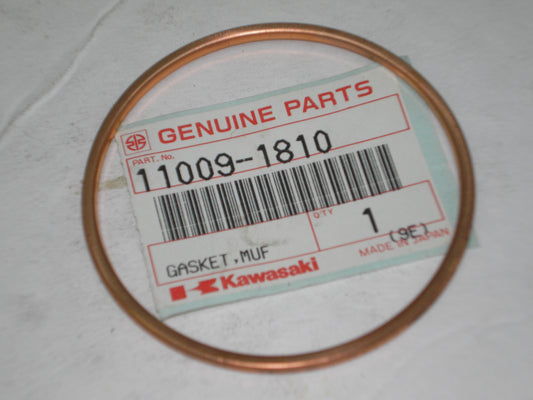 GENUINE PARTS
PART. No.
11009-1810
QTY
1
(9E)
GASKET,MUF
MADE IN JAPAN
Kawasaki